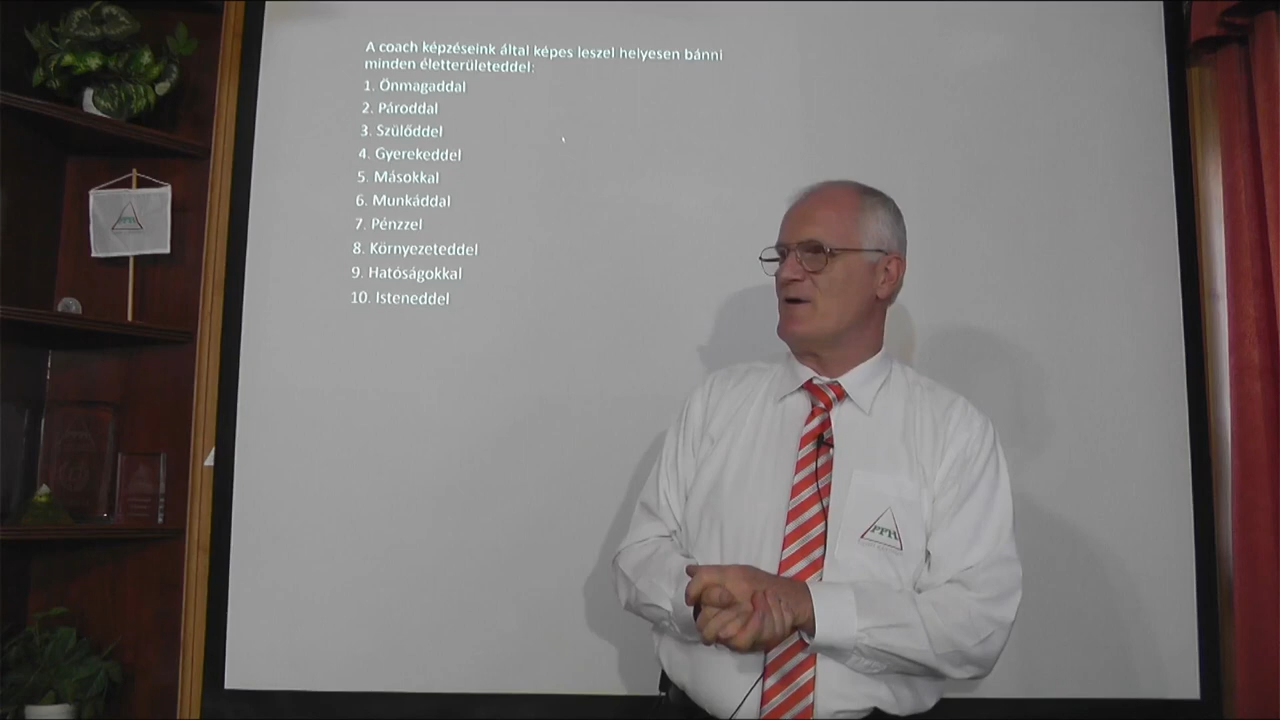 A coach képzéseink által képes leszel helyesen bánni
minden életterületeddel:
1. Önmagaddal
2. Pároddal
3. Szülőddel
4. Gyerekeddel
5. Másokkal
6. Munkáddal
7. Pénzzel
8. Környezeteddel
9. Hatóságokkal
10. Isteneddel